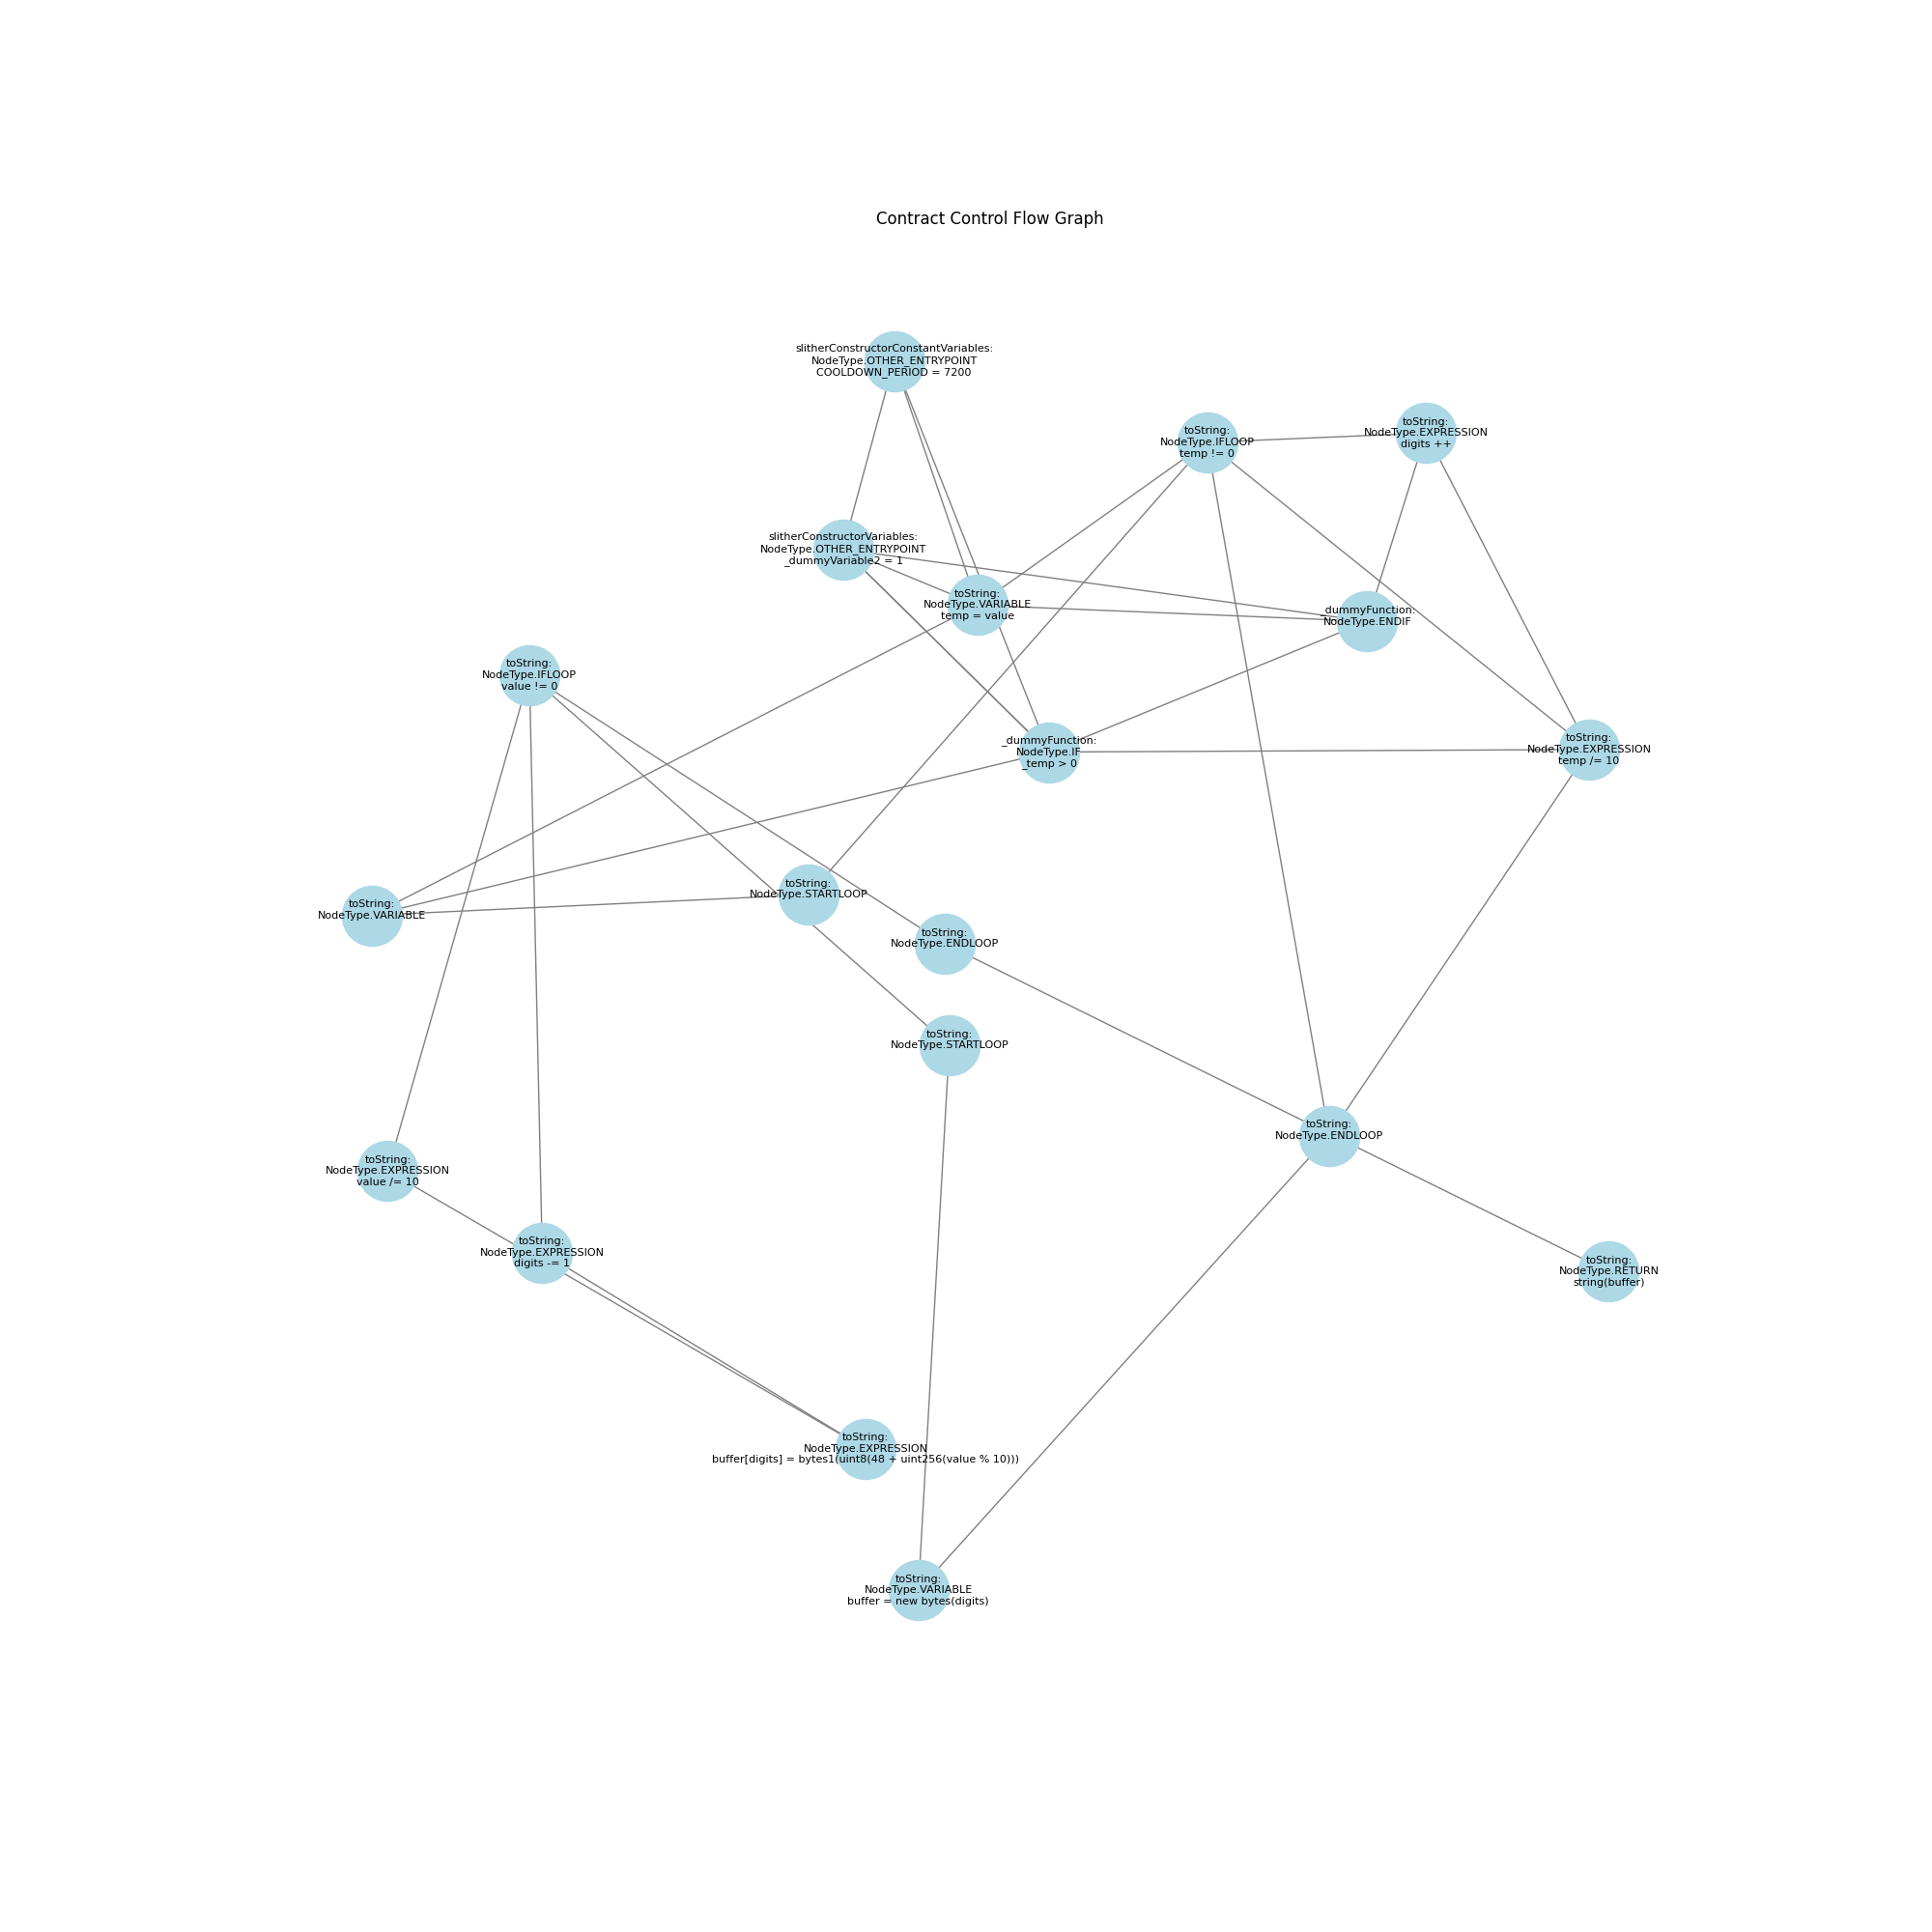 Contract Control Flow Graph
slitherConstructorConstantVariables:
NodeType.OTHER_ENTRYPOINT
COOLDOWN_PERIOD = 7200
toString:
NodeType.EXPRESSION
digits ++
toString:
NodeType.IFLOOP
temp != 0
slitherConstructorVariables:
NodeType.OTHER_ENTRYPOINT
_dummyVariable2 = 1
toString:
NodeType.VARIABLE
temp = value
_dummyFunction:
NodeType.ENDIF
toString:
NodeType.IFLOOP
value != 0
_dummyFunction:
NodeType.IF
_temp > 0
toString:
NodeType.EXPRESSION
temp /= 10
toString:
NodeType.STARTLOOP
toString:
NodeType.VARIABLE
toString:
NodeType.ENDLOOP
toString:
NodeType.STARTLOOP
toString:
NodeType.ENDLOOP
toString:
NodeType.EXPRESSION
value /= 10
toString:
NodeType.EXPRESSION
digits -= 1
toString:
NodeType.RETURN
string(buffer)
toString:
NodeType.EXPRESSION
buffer[digits] = bytes1(uint8(48 + uint256(value % 10)))
toString:
NodeType.VARIABLE
buffer = new bytes(digits)